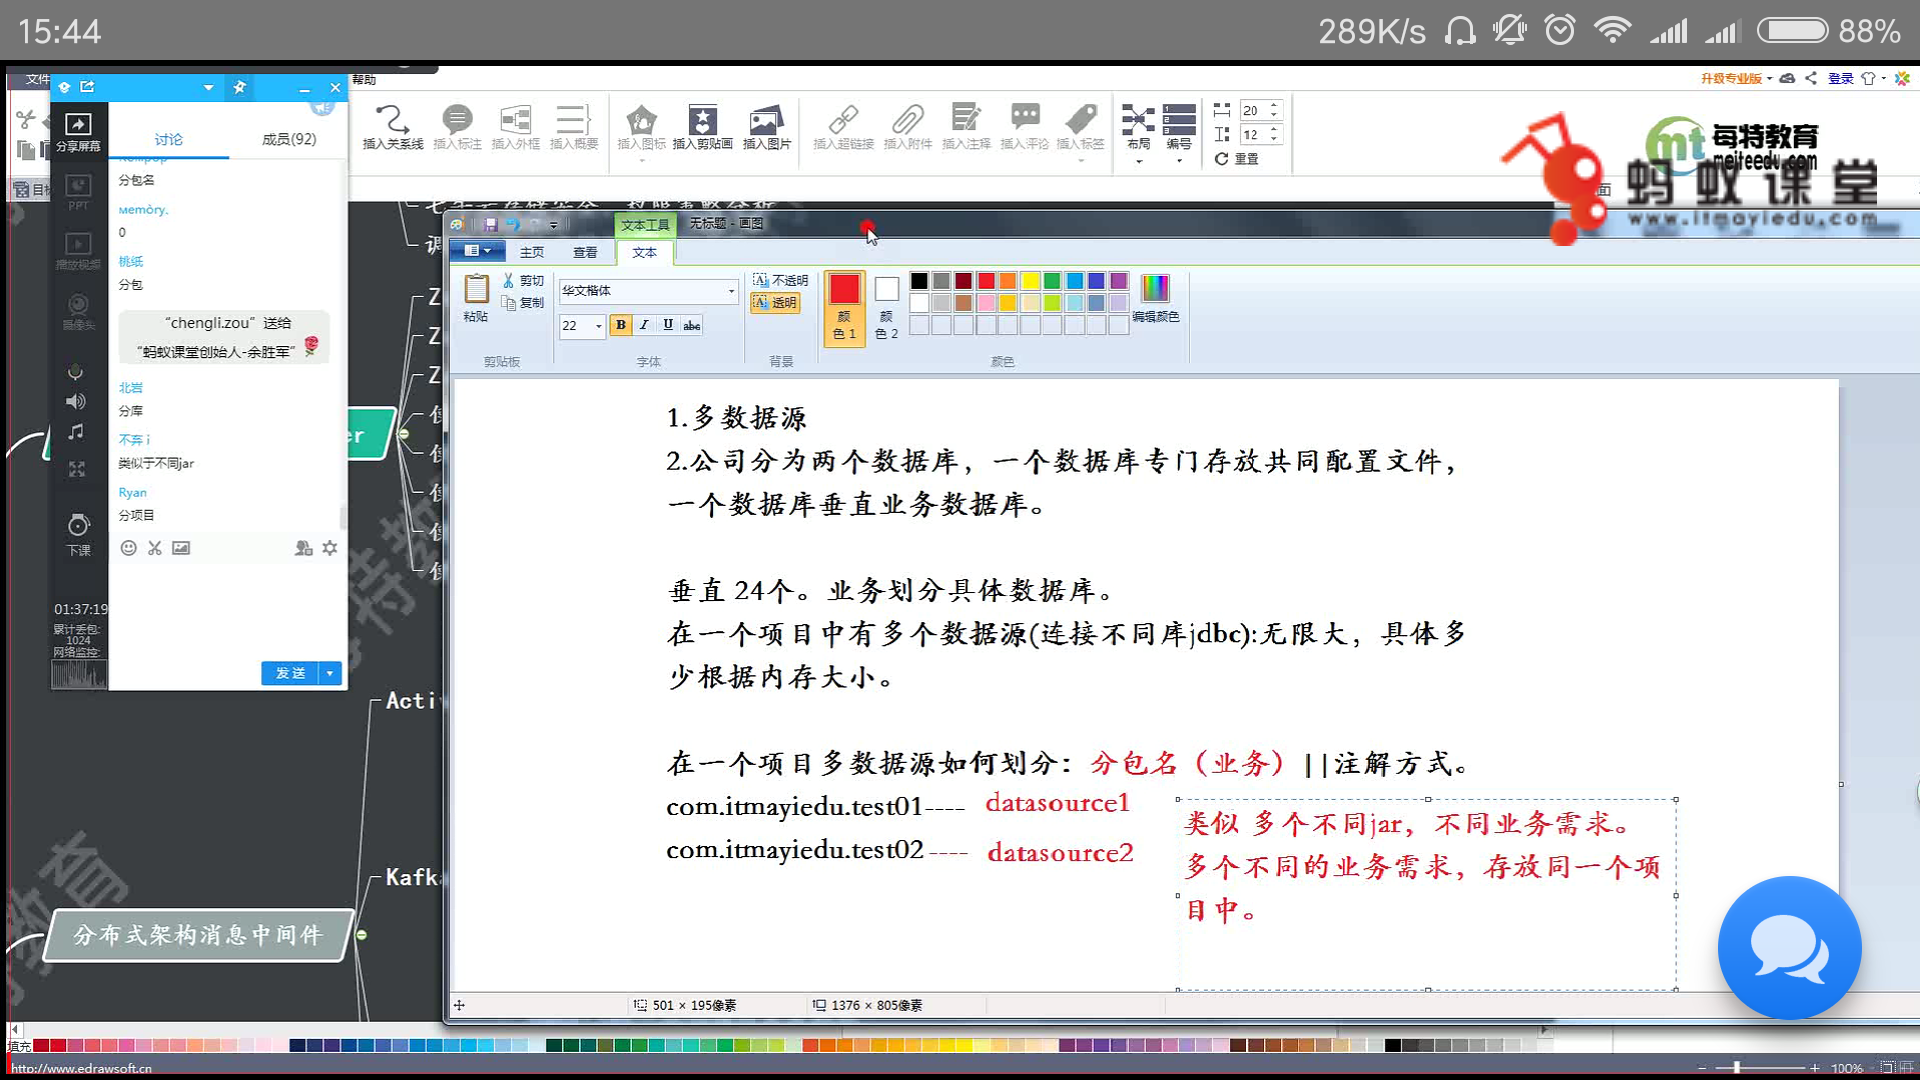 15:44
289K/s
88%
文件
帮助
升级专业版
登录
讨论
成员(92)
分享屏幕
PPT
播放视频
摄像头
下课
分包名
мemòry、
0
桃纸
分包
“chengli.zou”送给
“蚂蚁课堂创始人-余胜军”
北岩
分库
不弃 i
类似于不同jar
Ryan
分项目
01:37:19
累计丢包:
1024
网络监控:
发送
插入关系线
插入标注
插入外框
插入概要
插入图标
插入剪贴画
插入图片
插入超链接
插入附件
插入注释
插入评论
插入标签
布局
编号
20
12
重置
每特教育
meiteedu.com
蚂蚁课堂
www.itmayiedu.com
文本工具
无标题 - 画图
主页
查看
文本
粘贴
剪切
复制
剪贴板
华文楷体
22
B I U abc
字体
不透明
透明
背景
颜色 1
颜色 2
编辑颜色
颜色
1.多数据源
2.公司分为两个数据库，一个数据库专门存放共同配置文件，
一个数据库垂直业务数据库。
垂直 24个。业务划分具体数据库。
在一个项目中有多个数据源(连接不同库jdbc):无限大，具体多
少根据内存大小。
在一个项目多数据源如何划分：分包名（业务）||注解方式。
com.itmayiedu.test01---- datasource1
com.itmayiedu.test02---- datasource2
类似 多个不同jar，不同业务需求。
多个不同的业务需求，存放同一个项
目中。
分布式架构消息中间件
501 × 195像素
1376 × 805像素
填充
http://www.edrawsoft.cn
100%